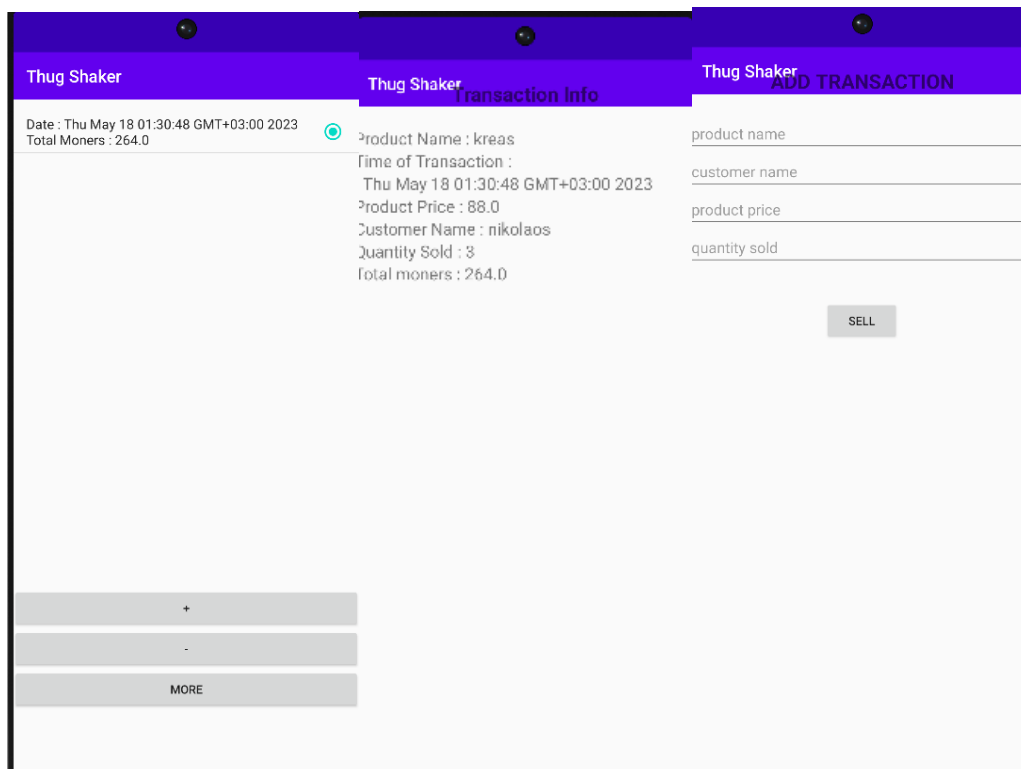 Thug Shaker
Date : Thu May 18 01:30:48 GMT+03:00 2023
Total Moners : 264.0
+
-
MORE
Thug Shaker
Transaction Info
Product Name : kreas
Time of Transaction :
Thu May 18 01:30:48 GMT+03:00 2023
Product Price : 88.0
Customer Name : nikolaos
Quantity Sold : 3
Total moners : 264.0
Thug Shaker
ADD TRANSACTION
product name
customer name
product price
quantity sold
SELL